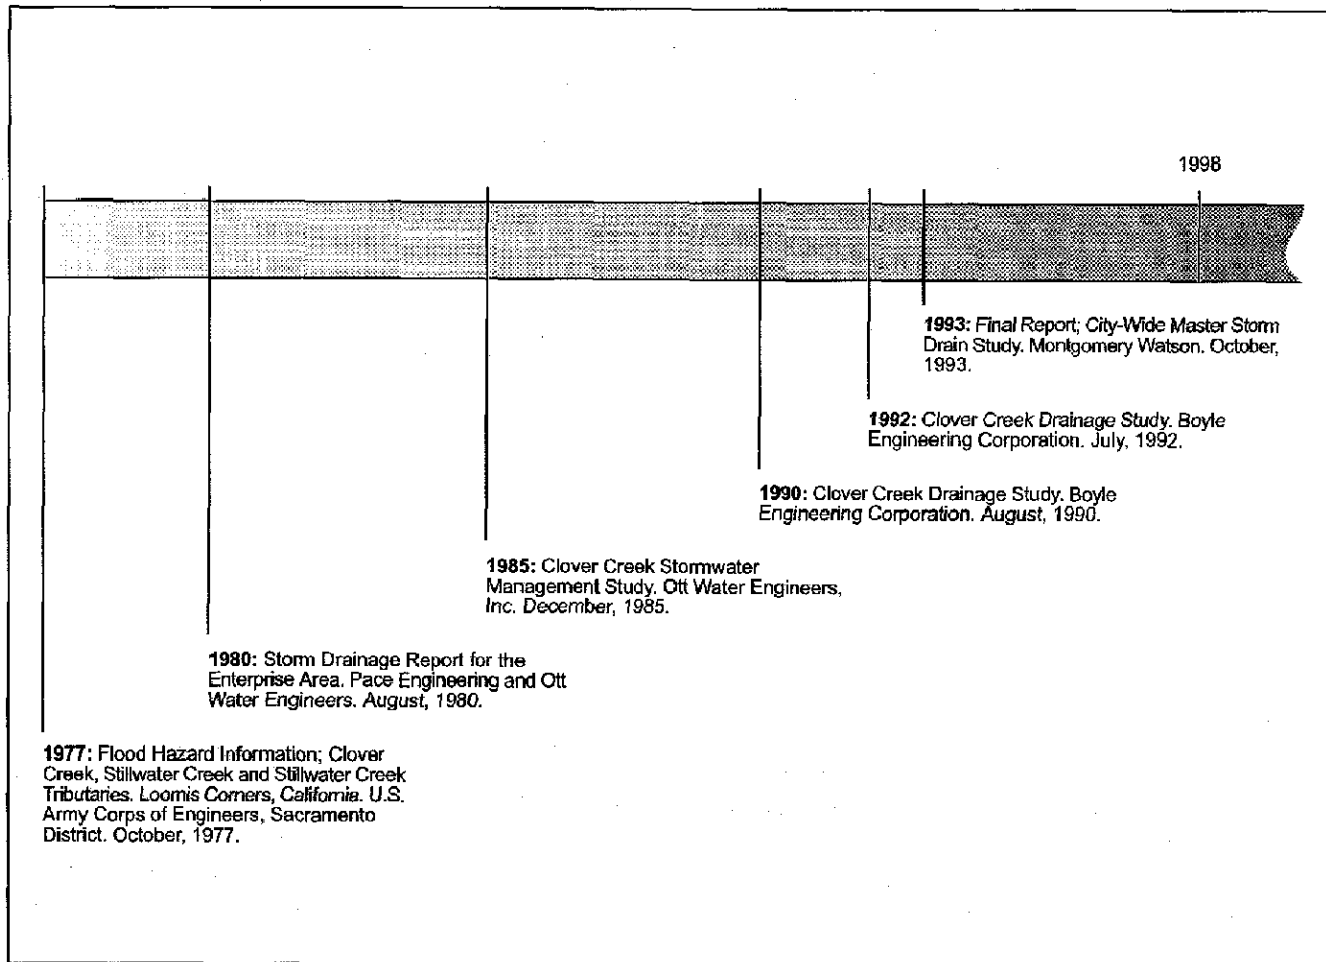 1998
1993: Final Report; City-Wide Master Storm
Drain Study. Montgomery Watson. October,
1993.
1992: Clover Creek Drainage Study. Boyle
Engineering Corporation. July, 1992.
1990: Clover Creek Drainage Study. Boyle
Engineering Corporation. August, 1990.
1985: Clover Creek Stormwater
Management Study. Ott Water Engineers,
Inc. December, 1985.
1980: Storm Drainage Report for the
Enterprise Area. Pace Engineering and Ott
Water Engineers. August, 1980.
1977: Flood Hazard Information; Clover
Creek, Stillwater Creek and Stillwater Creek
Tributaries. Loomis Corners, California. U.S.
Army Corps of Engineers, Sacramento
District. October, 1977.